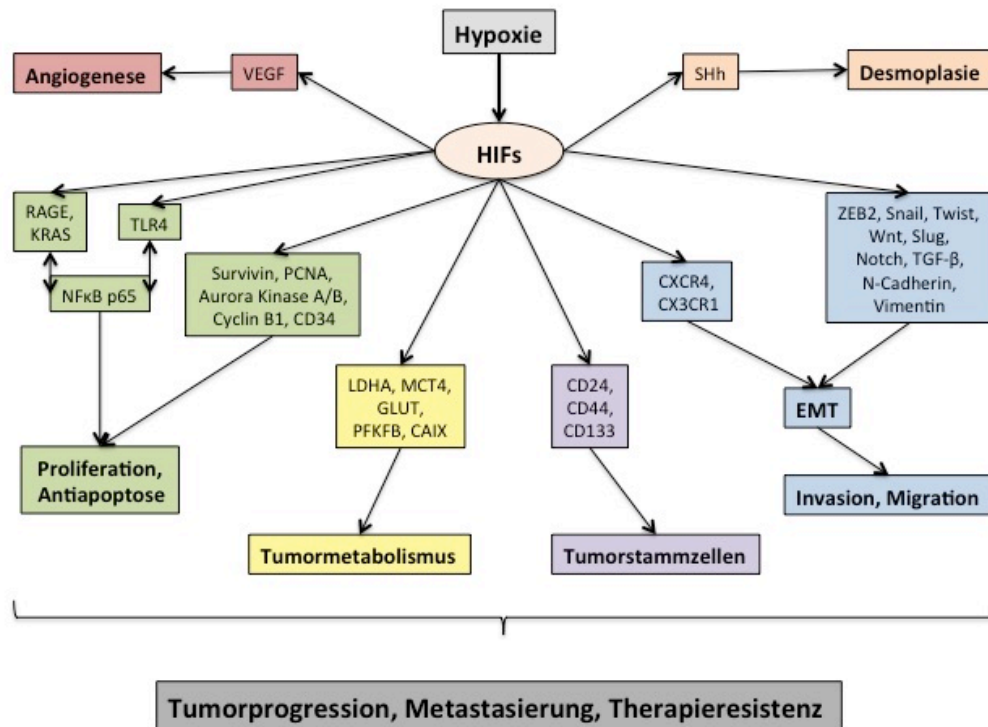 Hypoxie
Angiogenese
VEGF
SHh
Desmoplasie
HIFs
RAGE,
KRAS
TLR4
NFκB p65
Survivin, PCNA,
Aurora Kinase A/B,
Cyclin B1, CD34
CXCR4,
CX3CR1
ZEB2, Snail, Twist,
Wnt, Slug,
Notch, TGF-β,
N-Cadherin,
Vimentin
LDHA, MCT4,
GLUT,
PFKFB, CAIX
CD24,
CD44,
CD133
EMT
Proliferation,
Antiapoptose
Invasion, Migration
Tumormetabolismus
Tumorstammzellen
Tumorprogression, Metastasierung, Therapieresistenz